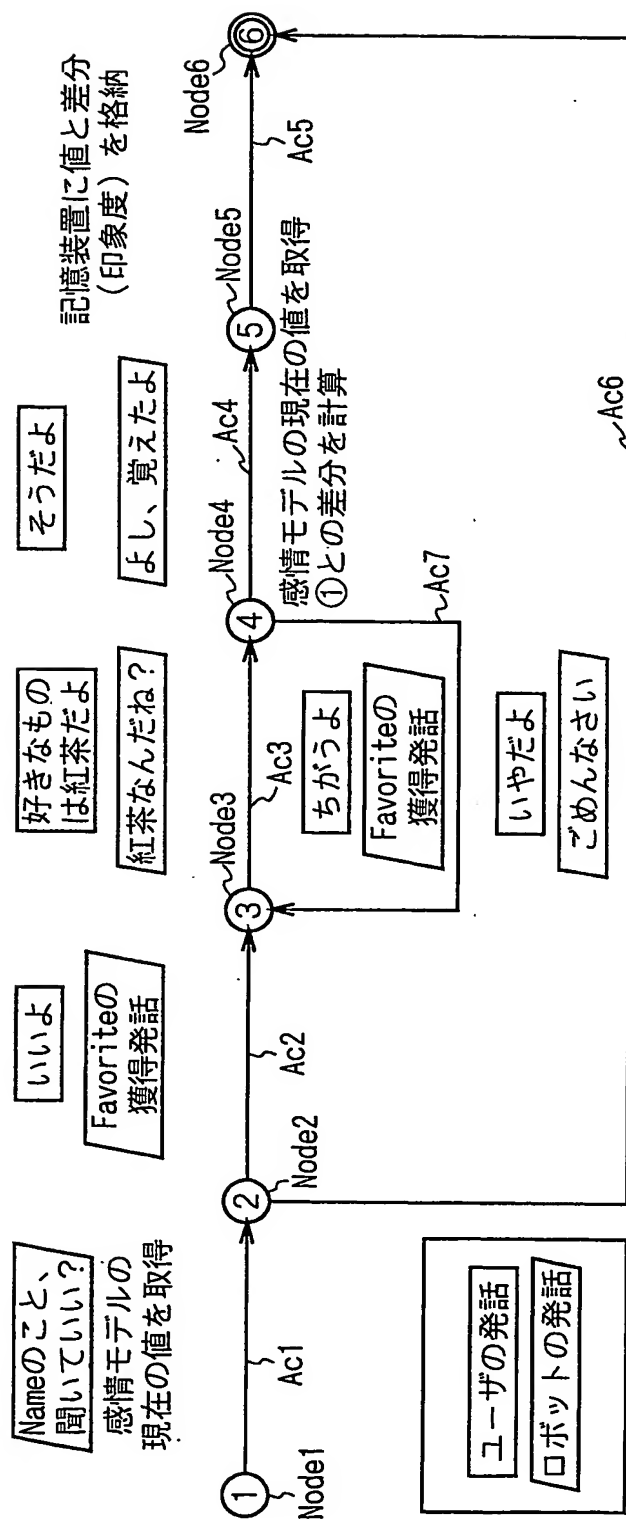 Nameのこと、
聞いていい?
感情モデルの
現在の値を取得
いいよ
Favoriteの
獲得発話
好きなもの
は紅茶だよ
紅茶なんだね?
そうだよ
よし、覚えたよ
記憶装置に値と差分
(印象度)を格納
1
Node1
Ac1
2
Node2
Ac2
3
Node3
Ac3
4
Node4
Ac4
5
Node5
Ac5
6
Node6
感情モデルの現在の値を取得
①との差分を計算
ちがうよ
Favoriteの
獲得発話
Ac7
いやだよ
ごめんなさい
Ac6
ユーザの発話
ロボットの発話